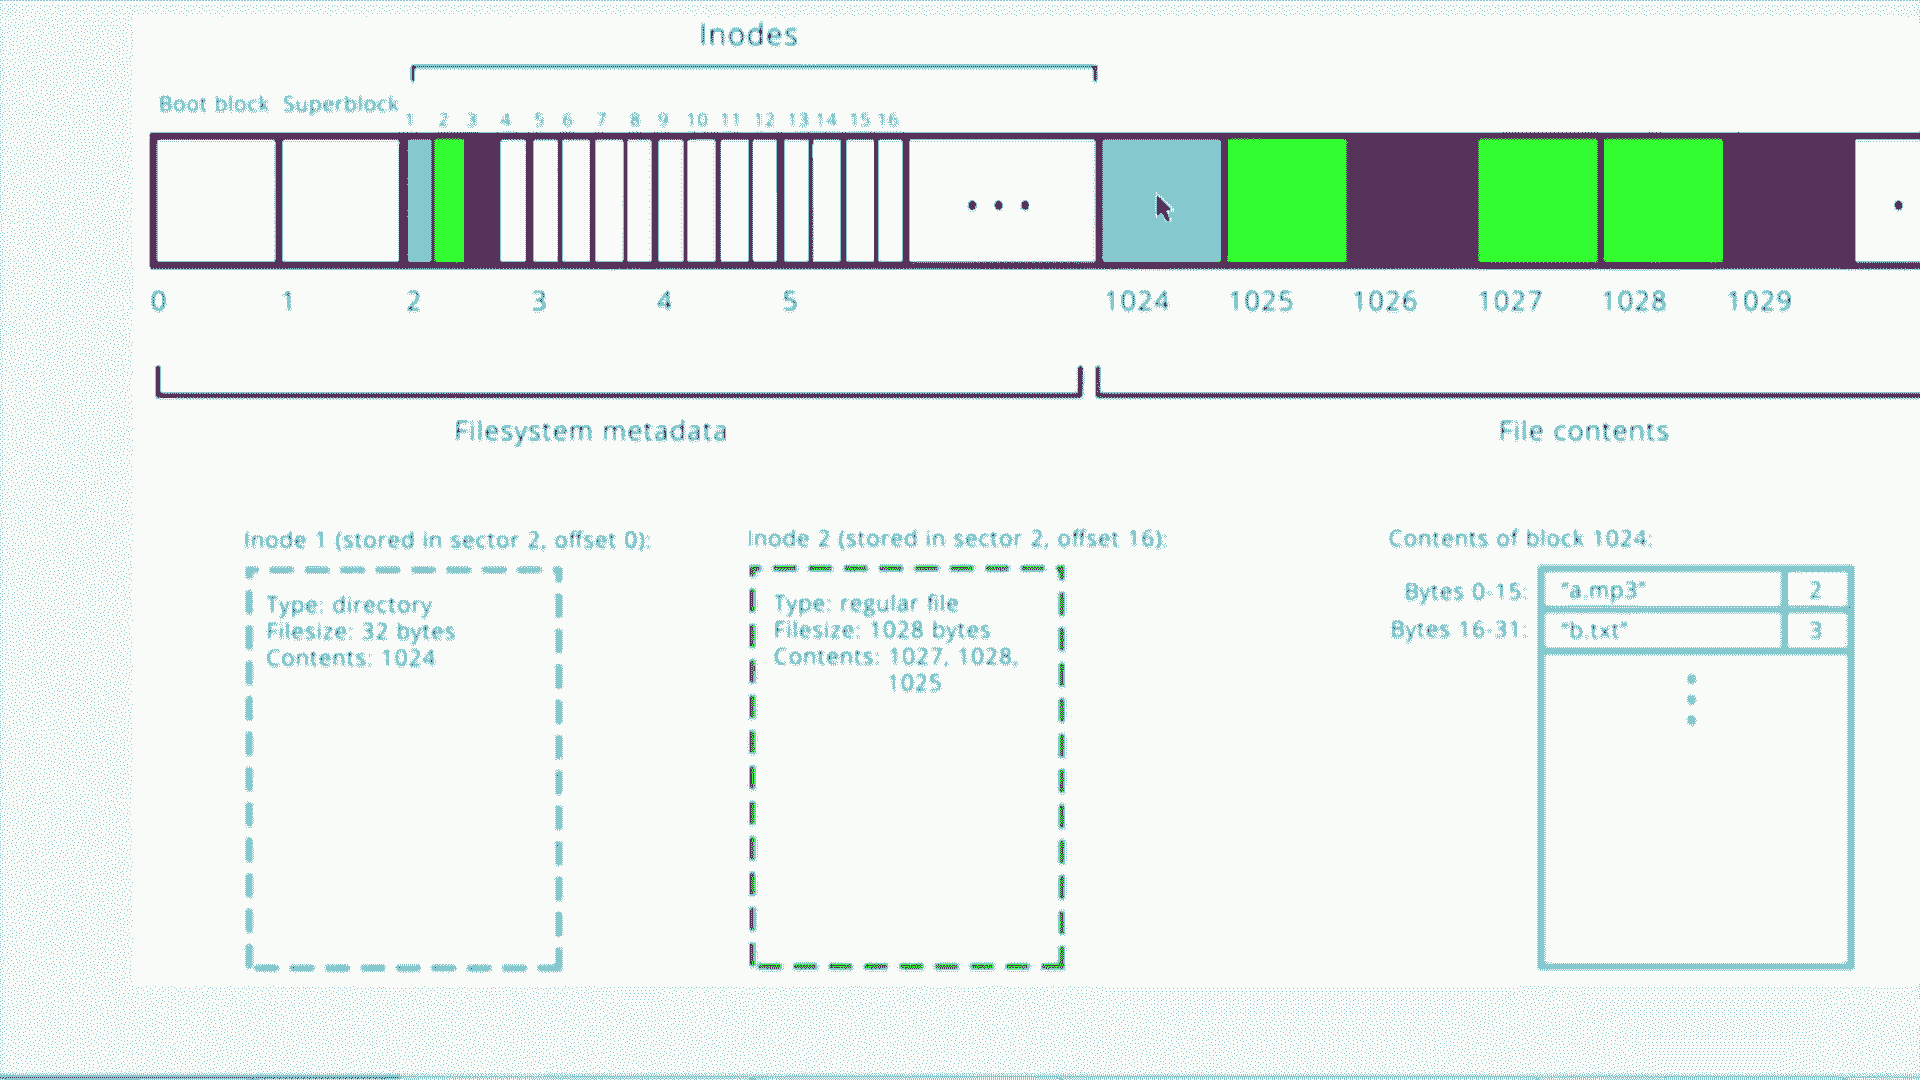 Inodes
Boot block Superblock
1 2 3 4 5 6 7 8 9 10 11 12 13 14 15 16
0 1 2 3 4 5 1024 1025 1026 1027 1028 1029
Filesystem metadata
File contents
Inode 1 (stored in sector 2, offset 0):
Type: directory
Filesize: 32 bytes
Contents: 1024
Inode 2 (stored in sector 2, offset 16):
Type: regular file
Filesize: 1028 bytes
Contents: 1027, 1028,
1025
Contents of block 1024:
Bytes 0-15: "a.mp3" 2
Bytes 16-31: "b.txt" 3